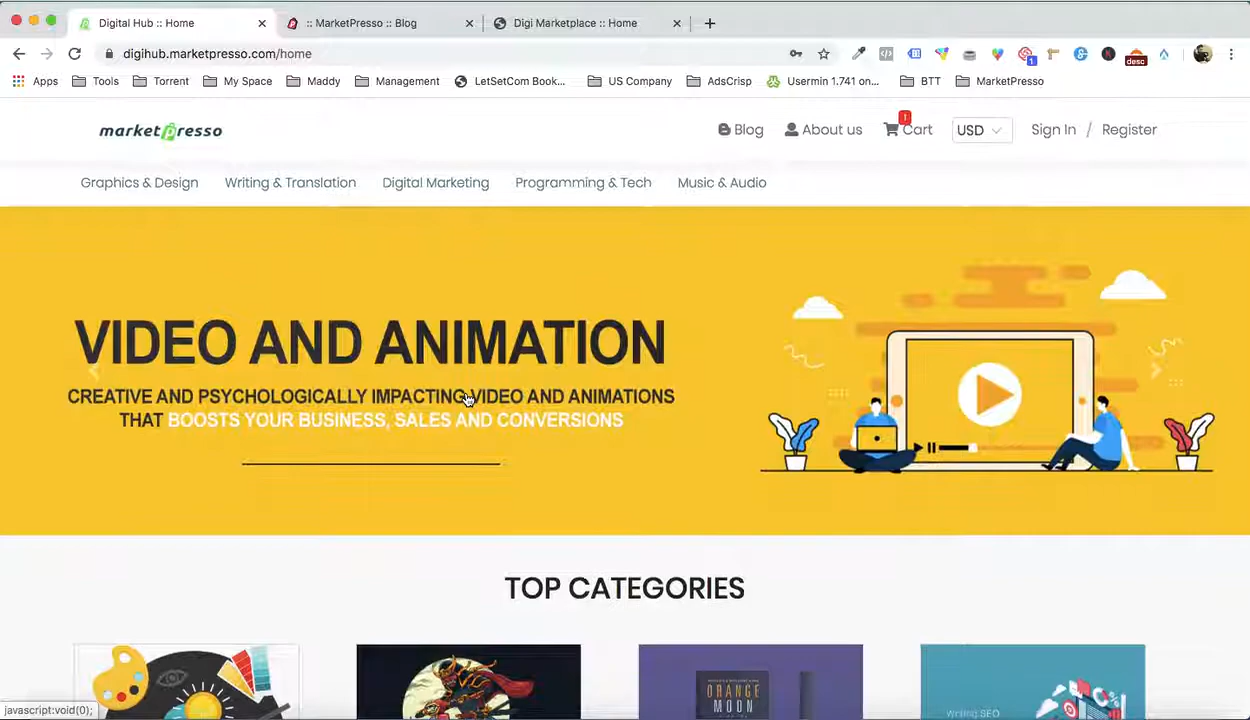 Digital Hub :: Home
:: MarketPresso :: Blog
Digi Marketplace :: Home
digihub.marketpresso.com/home
1
desc
Apps
Tools
Torrent
My Space
Maddy
Management
LetSetCom Book...
US Company
AdsCrisp
Usermin 1.741 on...
BTT
MarketPresso
marketpresso
Blog
About us
!
Cart
USD
Sign In / Register
Graphics & Design
Writing & Translation
Digital Marketing
Programming & Tech
Music & Audio
VIDEO AND ANIMATION
CREATIVE AND PSYCHOLOGICALLY IMPACTING VIDEO AND ANIMATIONS
THAT BOOSTS YOUR BUSINESS, SALES AND CONVERSIONS
TOP CATEGORIES
ORANGE
MOON
Writing SEO
javascript:void(0);